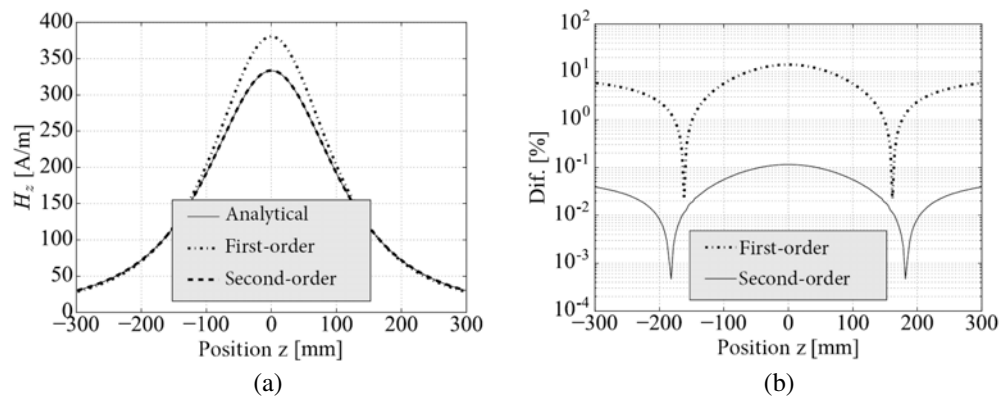 400
350
300
250
200
150
100
50
0
H_z [A/m]
Analytical
First-order
Second-order
−300 −200 −100 0 100 200 300
Position z [mm]
(a)
10^2
10^1
10^0
10^-1
10^-2
10^-3
10^-4
Dif. [%]
First-order
Second-order
−300 −200 −100 0 100 200 300
Position z [mm]
(b)